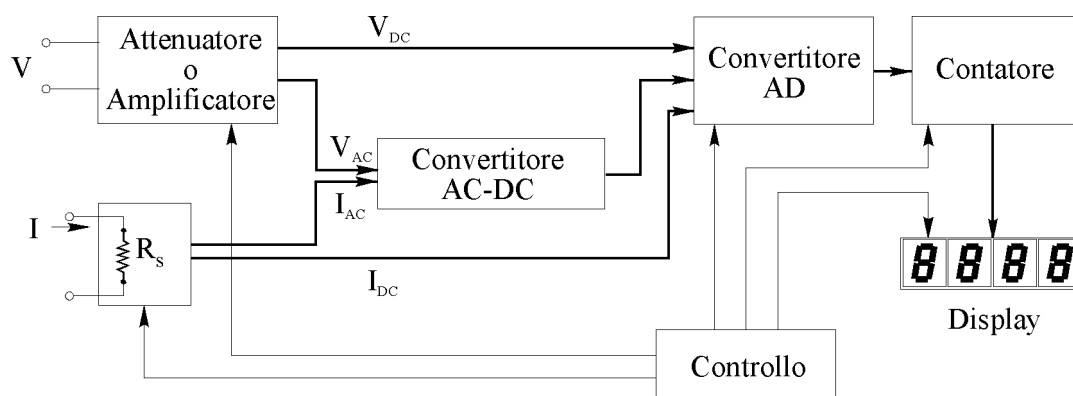 V
Attenuatore
o
Amplificatore
V_DC
Convertitore
AD
Contatore
V_AC
Convertitore
AC-DC
I_AC
I
R_s
I_DC
8 8 8 8
Display
Controllo